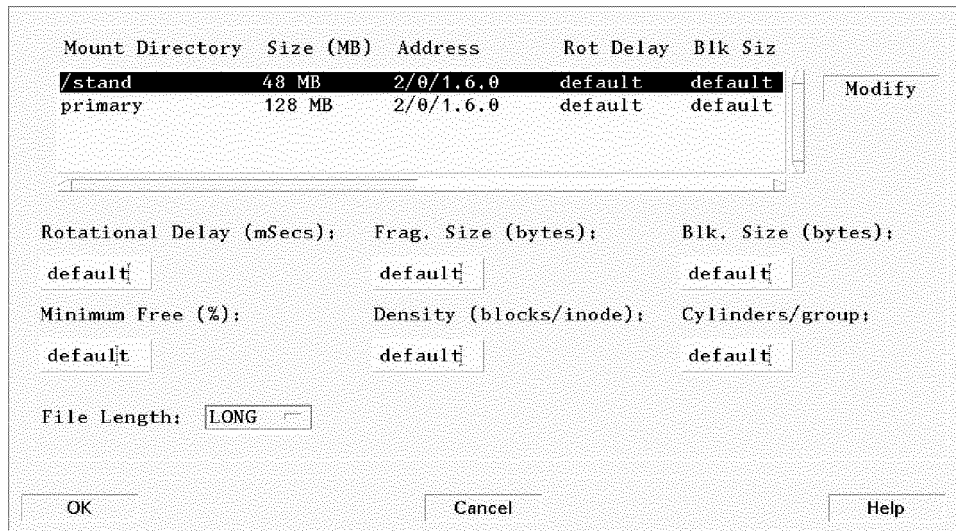 Mount Directory Size (MB) Address Rot Delay Blk Siz
/stand 48 MB 2/0/1.6.0 default default
primary 128 MB 2/0/1.6.0 default default
Modify
Rotational Delay (mSecs): Frag. Size (bytes): Blk. Size (bytes):
default default default
Minimum Free (%): Density (blocks/inode): Cylinders/group:
default default default
File Length: LONG
OK Cancel Help